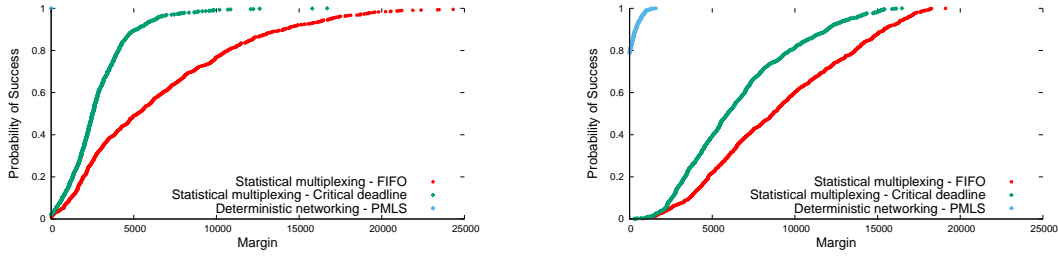 1
0.8
0.6
0.4
0.2
0
Probability of Success
Statistical multiplexing - FIFO
Statistical multiplexing - Critical deadline
Deterministic networking - PMLS
0 5000 10000 15000 20000 25000
Margin
1
0.8
0.6
0.4
0.2
0
Probability of Success
Statistical multiplexing - FIFO
Statistical multiplexing - Critical deadline
Deterministic networking - PMLS
0 5000 10000 15000 20000 25000
Margin